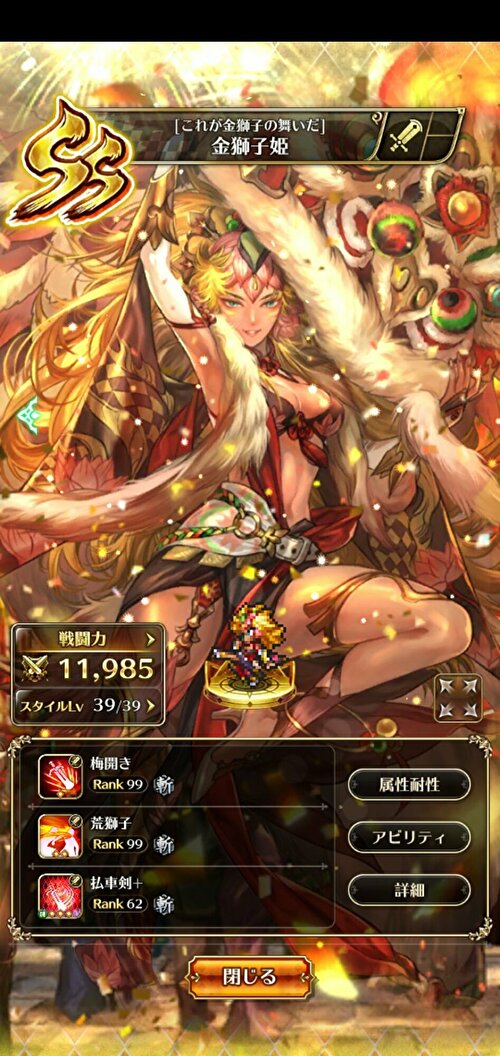 SS
[これが金獅子の舞いだ]
金獅子姫
戦闘力
11,985
スタイルLv 39/39
梅開き
Rank 99 斬
荒獅子
Rank 99 斬
払車剣+
Rank 62 斬
属性耐性
アビリティ
詳細
閉じる